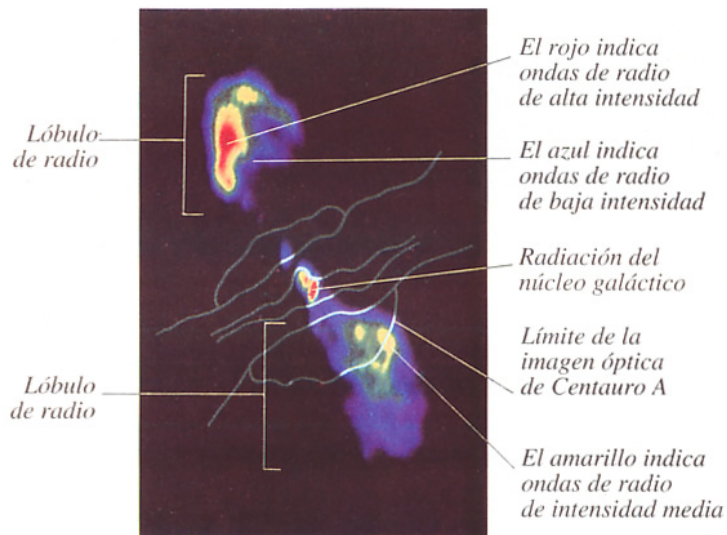 El rojo indica
ondas de radio
de alta intensidad
Lóbulo
de radio
El azul indica
ondas de radio
de baja intensidad
Radiación del
núcleo galáctico
Límite de la
imagen óptica
de Centauro A
Lóbulo
de radio
El amarillo indica
ondas de radio
de intensidad media